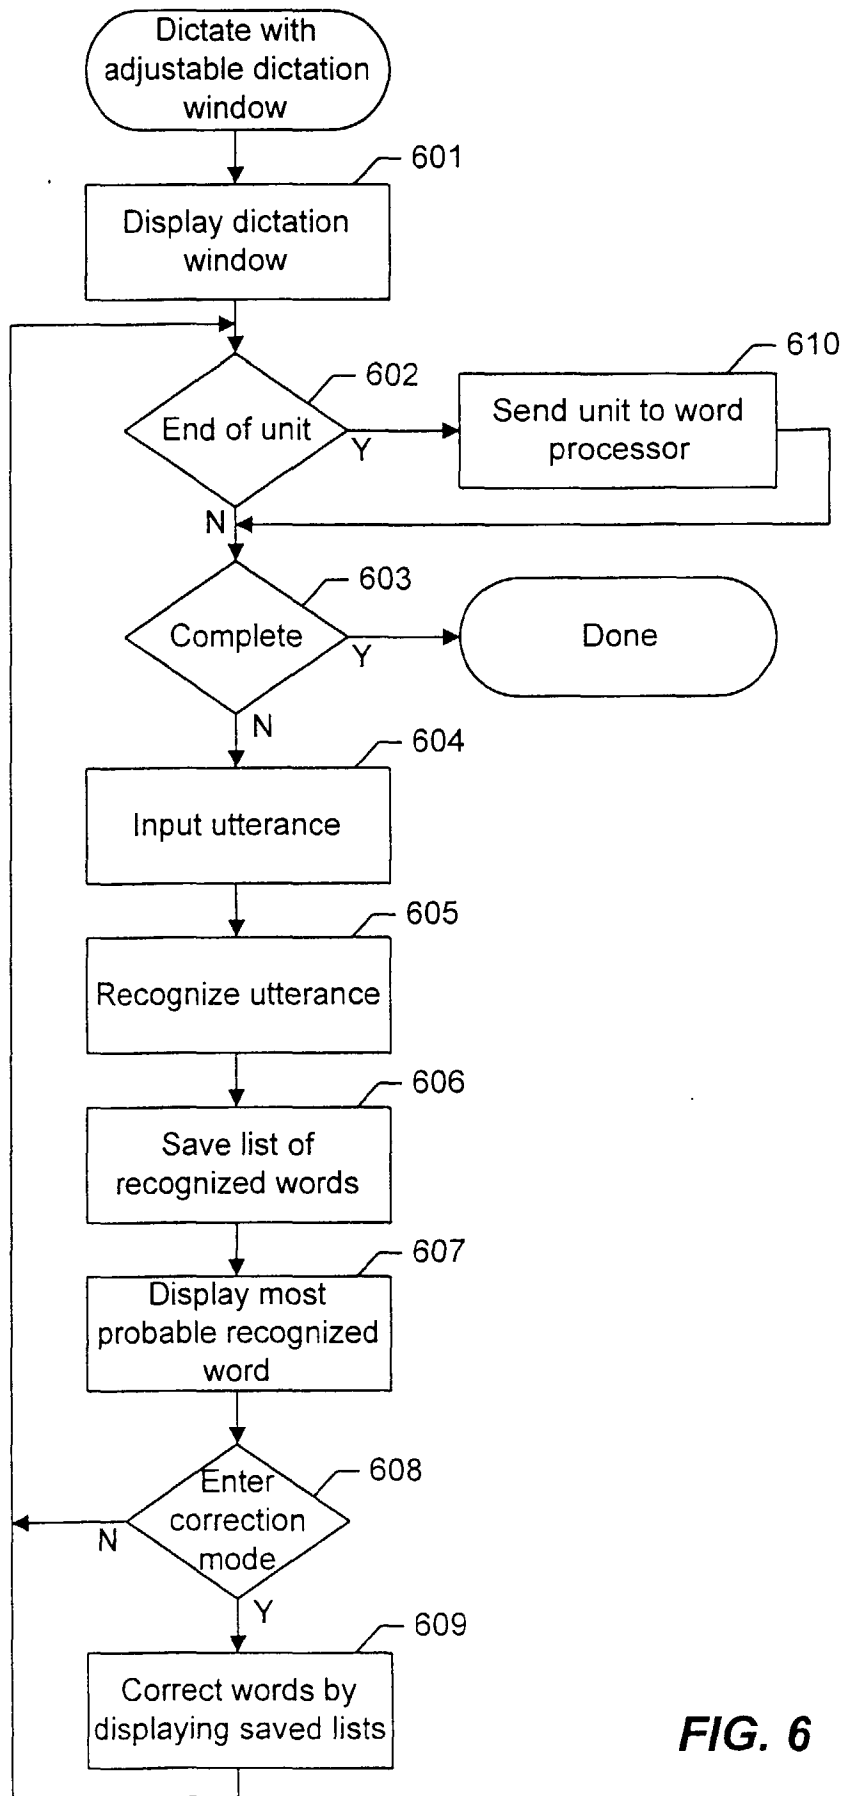 Dictate with
adjustable dictation
window
601
Display dictation
window
602
End of unit
Y
N
610
Send unit to word
processor
603
Complete
Y
N
Done
604
Input utterance
605
Recognize utterance
606
Save list of
recognized words
607
Display most
probable recognized
word
608
Enter
correction
mode
N
Y
609
Correct words by
displaying saved lists
FIG. 6